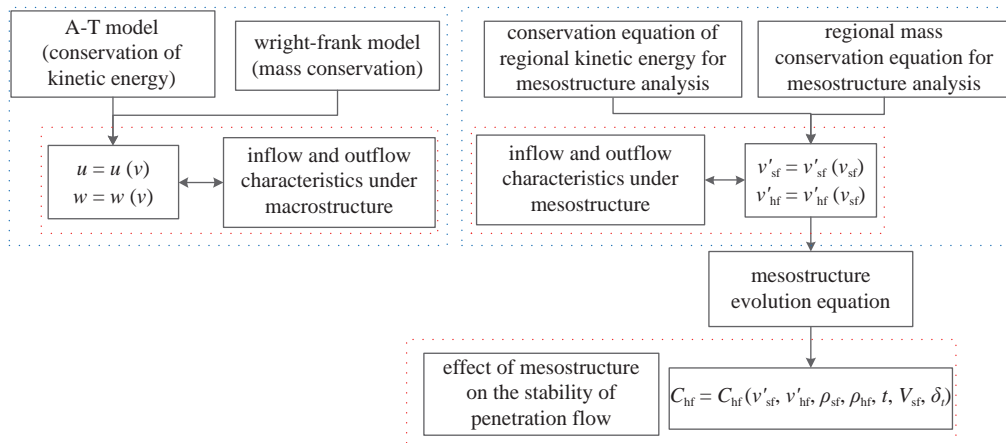 A-T model
(conservation of
kinetic energy)
wright-frank model
(mass conservation)
u = u (v)
w = w (v)
inflow and outflow
characteristics under
macrostructure
conservation equation of
regional kinetic energy for
mesostructure analysis
regional mass
conservation equation for
mesostructure analysis
inflow and outflow
characteristics under
mesostructure
v′sf = v′sf (vsf)
v′hf = v′hf (vsf)
mesostructure
evolution equation
effect of mesostructure
on the stability of
penetration flow
Chf = Chf (v′sf, v′hf, ρsf, ρhf, t, Vsf, δt)